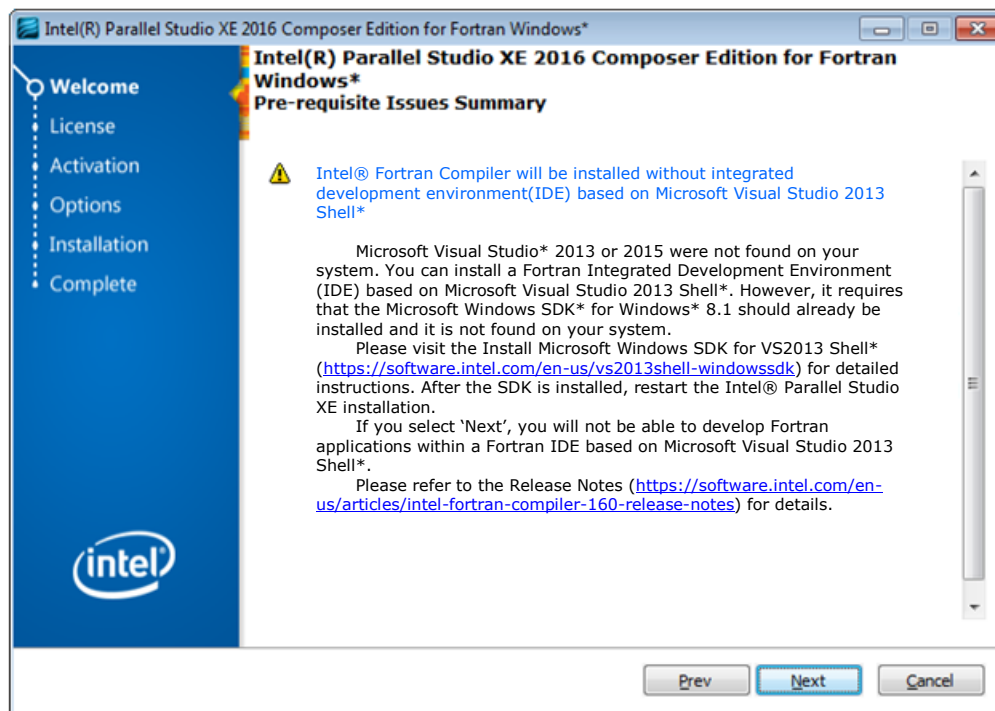 Intel(R) Parallel Studio XE 2016 Composer Edition for Fortran Windows*
Intel(R) Parallel Studio XE 2016 Composer Edition for Fortran
Windows*
Pre-requisite Issues Summary
Welcome
License
Activation
Options
Installation
Complete
Intel® Fortran Compiler will be installed without integrated
development environment(IDE) based on Microsoft Visual Studio 2013
Shell*
Microsoft Visual Studio* 2013 or 2015 were not found on your
system. You can install a Fortran Integrated Development Environment
(IDE) based on Microsoft Visual Studio 2013 Shell*. However, it requires
that the Microsoft Windows SDK* for Windows* 8.1 should already be
installed and it is not found on your system.
Please visit the Install Microsoft Windows SDK for VS2013 Shell*
(https://software.intel.com/en-us/vs2013shell-windowssdk) for detailed
instructions. After the SDK is installed, restart the Intel® Parallel Studio
XE installation.
If you select ‘Next’, you will not be able to develop Fortran
applications within a Fortran IDE based on Microsoft Visual Studio 2013
Shell*.
Please refer to the Release Notes (https://software.intel.com/en-
us/articles/intel-fortran-compiler-160-release-notes) for details.
intel®
Prev
Next
Cancel